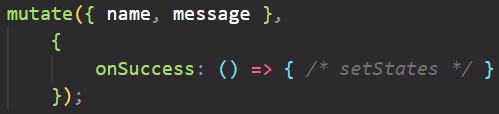 mutate({ name, message },
{
onSuccess: () => { /* setStates */ }
});